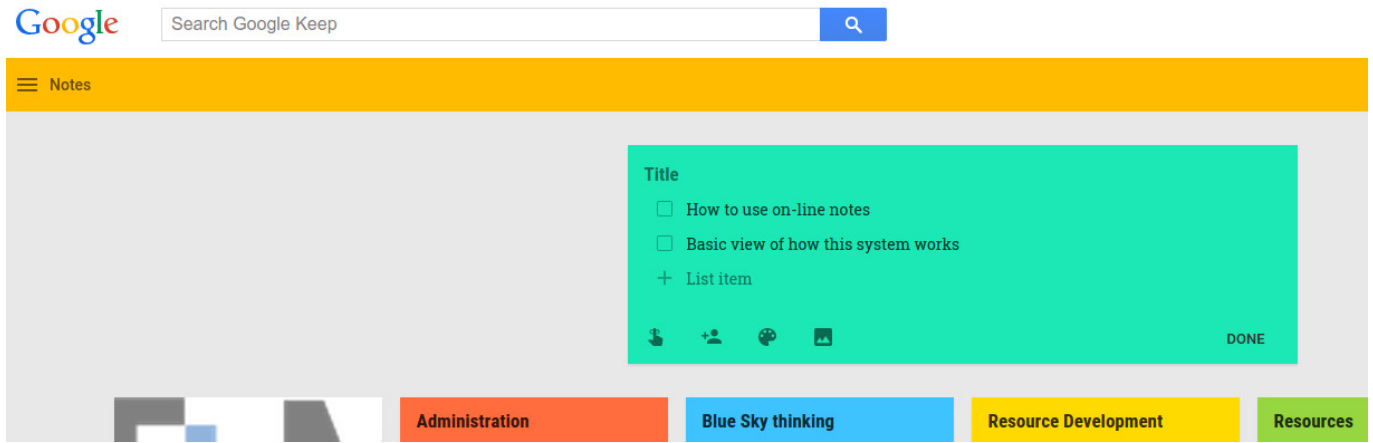 Google Search Google Keep
Notes
Title
How to use on-line notes
Basic view of how this system works
List item
DONE
Administration Blue Sky thinking Resource Development Resources